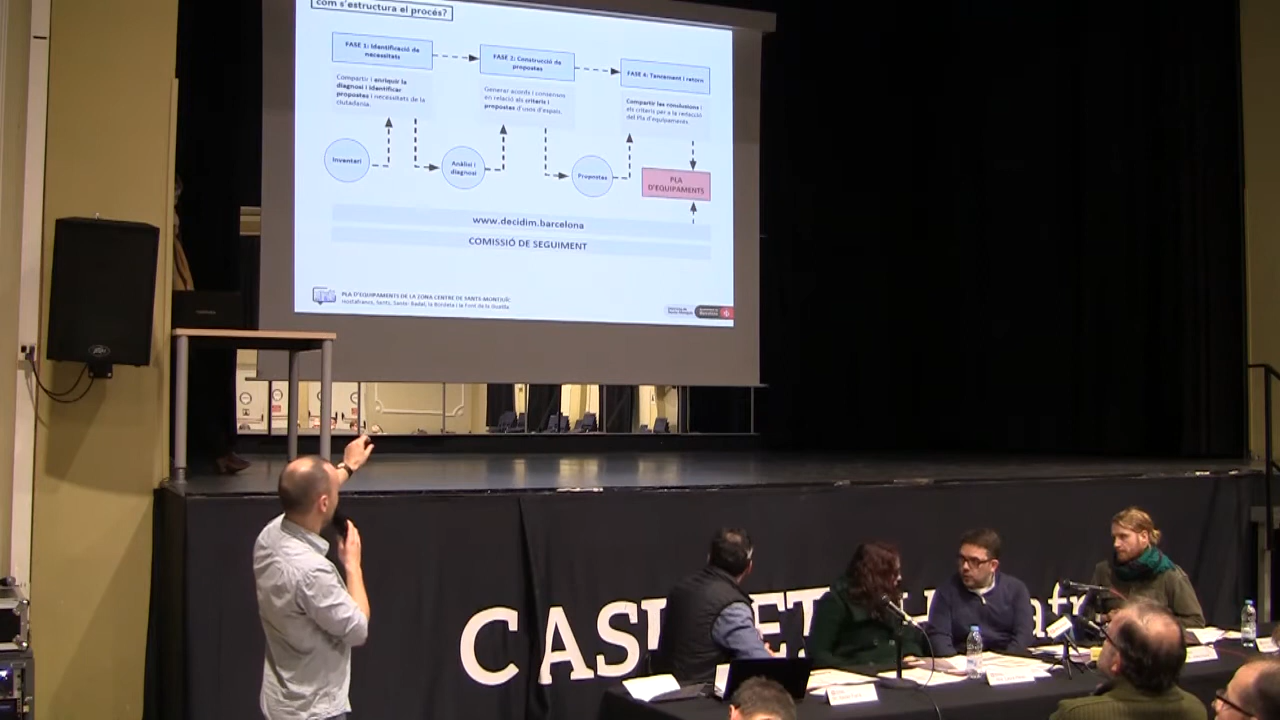 com s'estructura el procés?
FASE 1: Identificació de
necessitats
FASE 2: Construcció de
propostes
FASE 4: Tancament i retorn
Compartir i enriquir la
diagnosi i identificar
propostes i necessitats de la
ciutadania.
Generar acords i consensos
en relació als criteris i
propostes d'usos d'espais.
Compartir les conclusions i
els criteris per a la redacció
del Pla d'equipaments.
Inventari
Anàlisi i
diagnosi
Propostes
PLA
D'EQUIPAMENTS
www.decidim.barcelona
COMISSIÓ DE SEGUIMENT
PLA D'EQUIPAMENTS DE LA ZONA CENTRE DE SANTS-MONTJUÏC
Hostafrancs, Sants, Sants-Badal, la Bordeta i la Font de la Guatlla
CAS